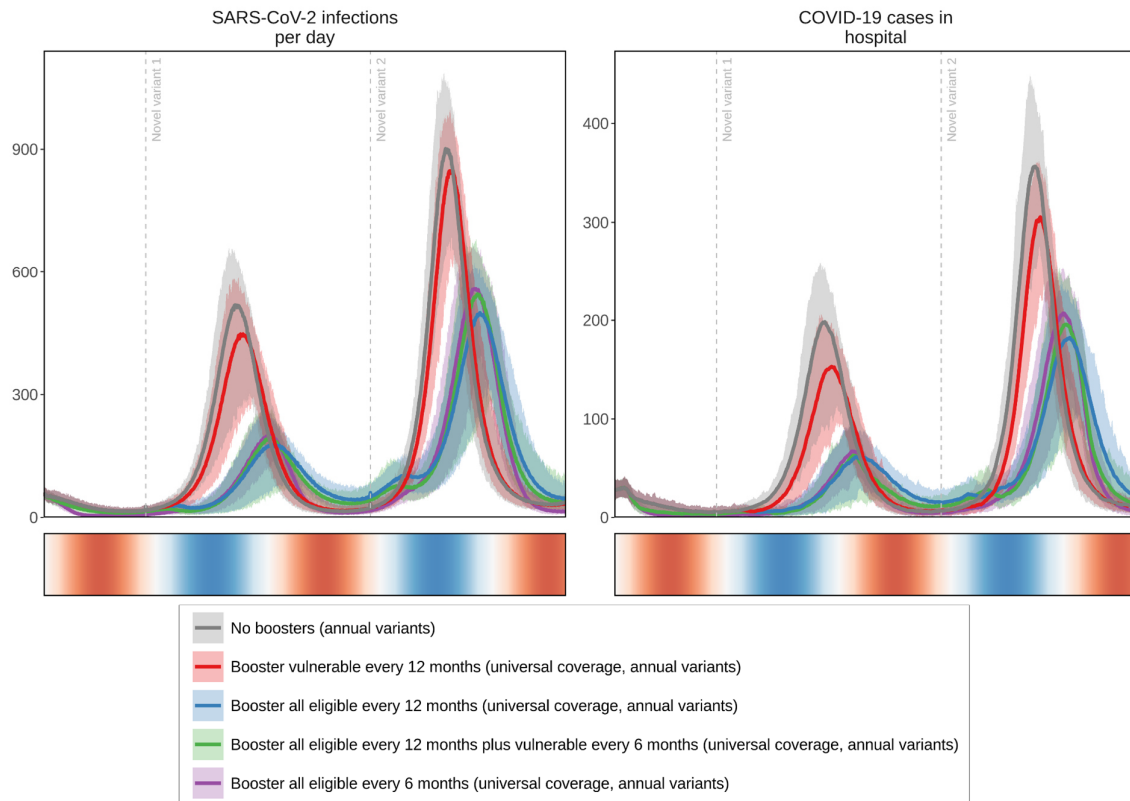 SARS-CoV-2 infections
per day
900
600
300
0
Novel variant 1
Novel variant 2
COVID-19 cases in
hospital
400
300
200
100
0
Novel variant 1
Novel variant 2
No boosters (annual variants)
Booster vulnerable every 12 months (universal coverage, annual variants)
Booster all eligible every 12 months (universal coverage, annual variants)
Booster all eligible every 12 months plus vulnerable every 6 months (universal coverage, annual variants)
Booster all eligible every 6 months (universal coverage, annual variants)